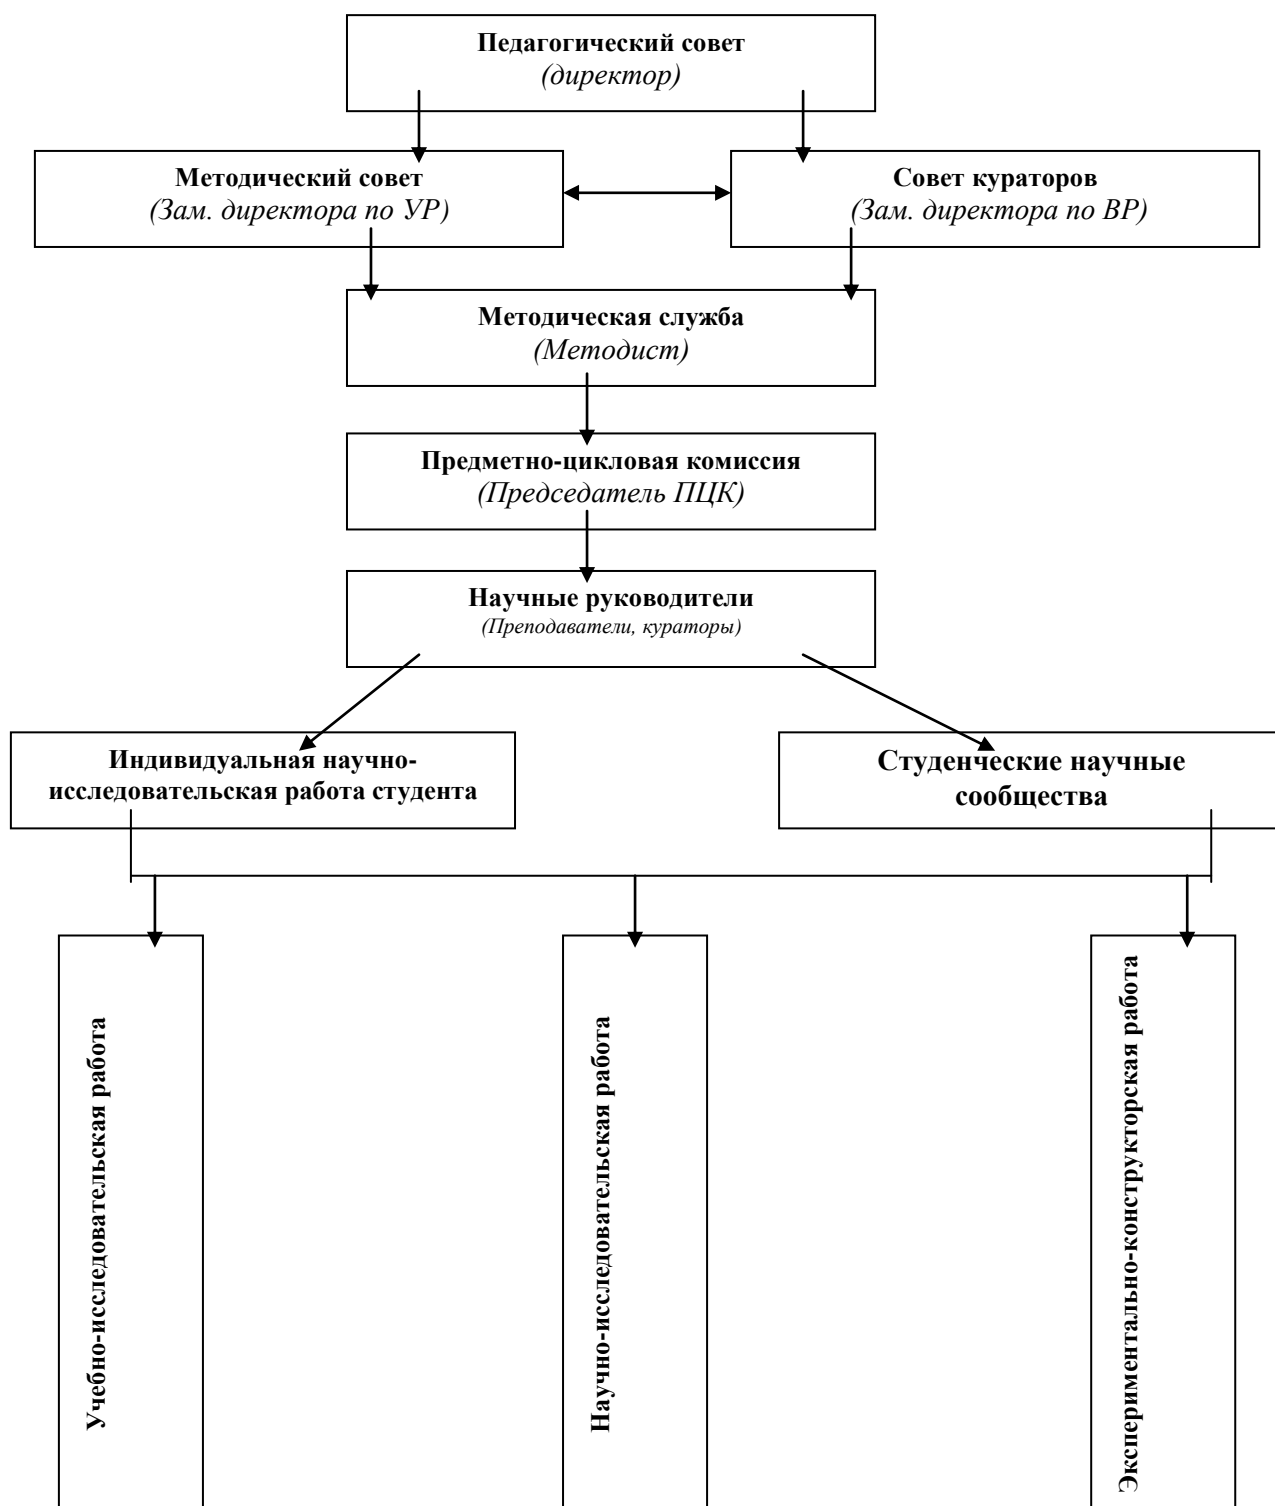 Педагогический совет
(директор)
Методический совет
(Зам. директора по УР)
Совет кураторов
(Зам. директора по ВР)
Методическая служба
(Методист)
Предметно-цикловая комиссия
(Председатель ПЦК)
Научные руководители
(Преподаватели, кураторы)
Индивидуальная научно-
исследовательская работа студента
Студенческие научные
сообщества
Учебно-исследовательская работа
Научно-исследовательская работа
Экспериментально-конструкторская работа